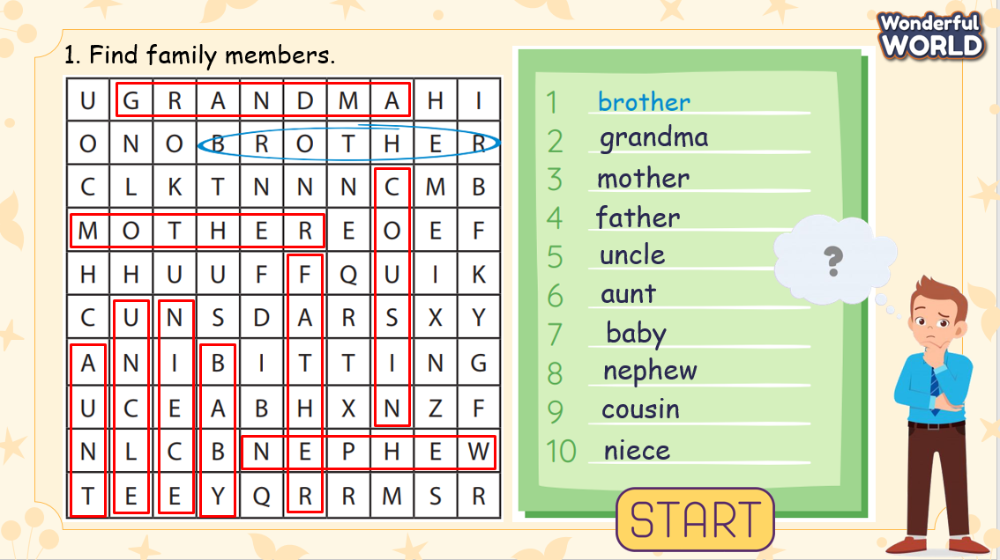 Wonderful
WORLD
1. Find family members.
U G R A N D M A H I
O N O B R O T H E R
C L K T N N N C M B
M O T H E R E O E F
H H U U F F Q U I K
C U N S D A R S X Y
A N I B I T T I N G
U C E A B H X N Z F
N L C B N E P H E W
T E E Y Q R R M S R
1 brother
2 grandma
3 mother
4 father
5 uncle
6 aunt
7 baby
8 nephew
9 cousin
10 niece
?
START